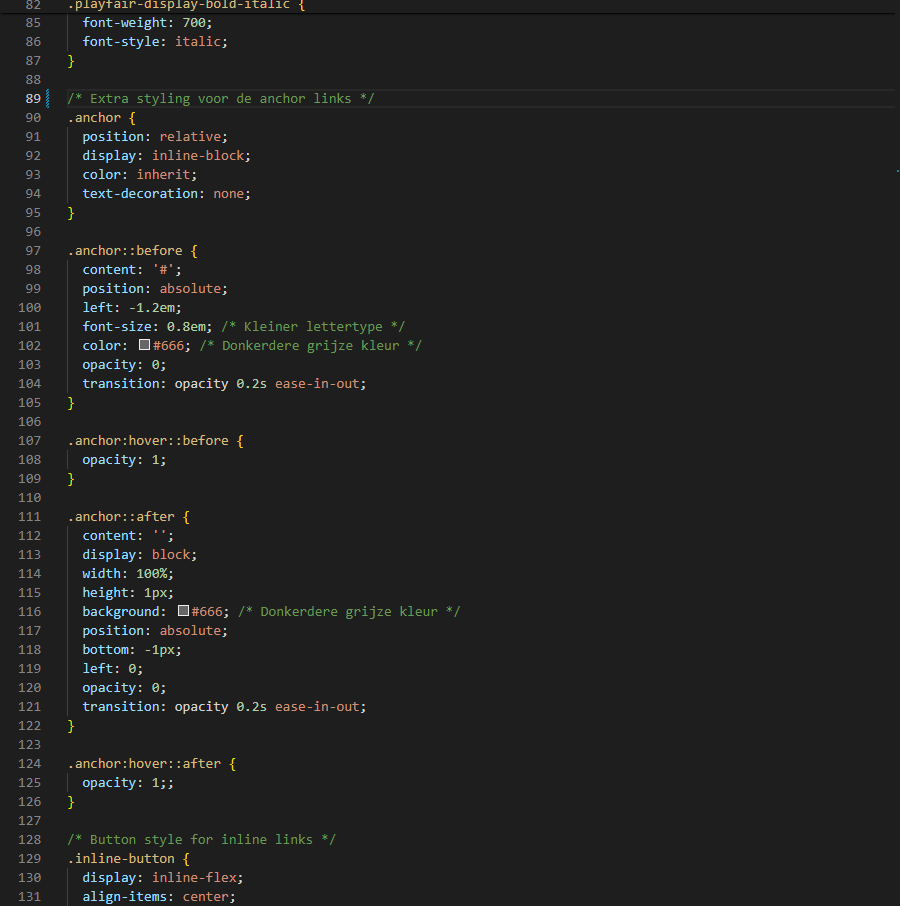 82 .playfair-display-bold-italic {
85 font-weight: 700;
86 font-style: italic;
87 }
88
89 /* Extra styling voor de anchor links */
90 .anchor {
91 position: relative;
92 display: inline-block;
93 color: inherit;
94 text-decoration: none;
95 }
96
97 .anchor::before {
98 content: '#';
99 position: absolute;
100 left: -1.2em;
101 font-size: 0.8em; /* Kleiner lettertype */
102 color: #666; /* Donkerdere grijze kleur */
103 opacity: 0;
104 transition: opacity 0.2s ease-in-out;
105 }
106
107 .anchor:hover::before {
108 opacity: 1;
109 }
110
111 .anchor::after {
112 content: '';
113 display: block;
114 width: 100%;
115 height: 1px;
116 background: #666; /* Donkerdere grijze kleur */
117 position: absolute;
118 bottom: -1px;
119 left: 0;
120 opacity: 0;
121 transition: opacity 0.2s ease-in-out;
122 }
123
124 .anchor:hover::after {
125 opacity: 1;;
126 }
127
128 /* Button style for inline links */
129 .inline-button {
130 display: inline-flex;
131 align-items: center;